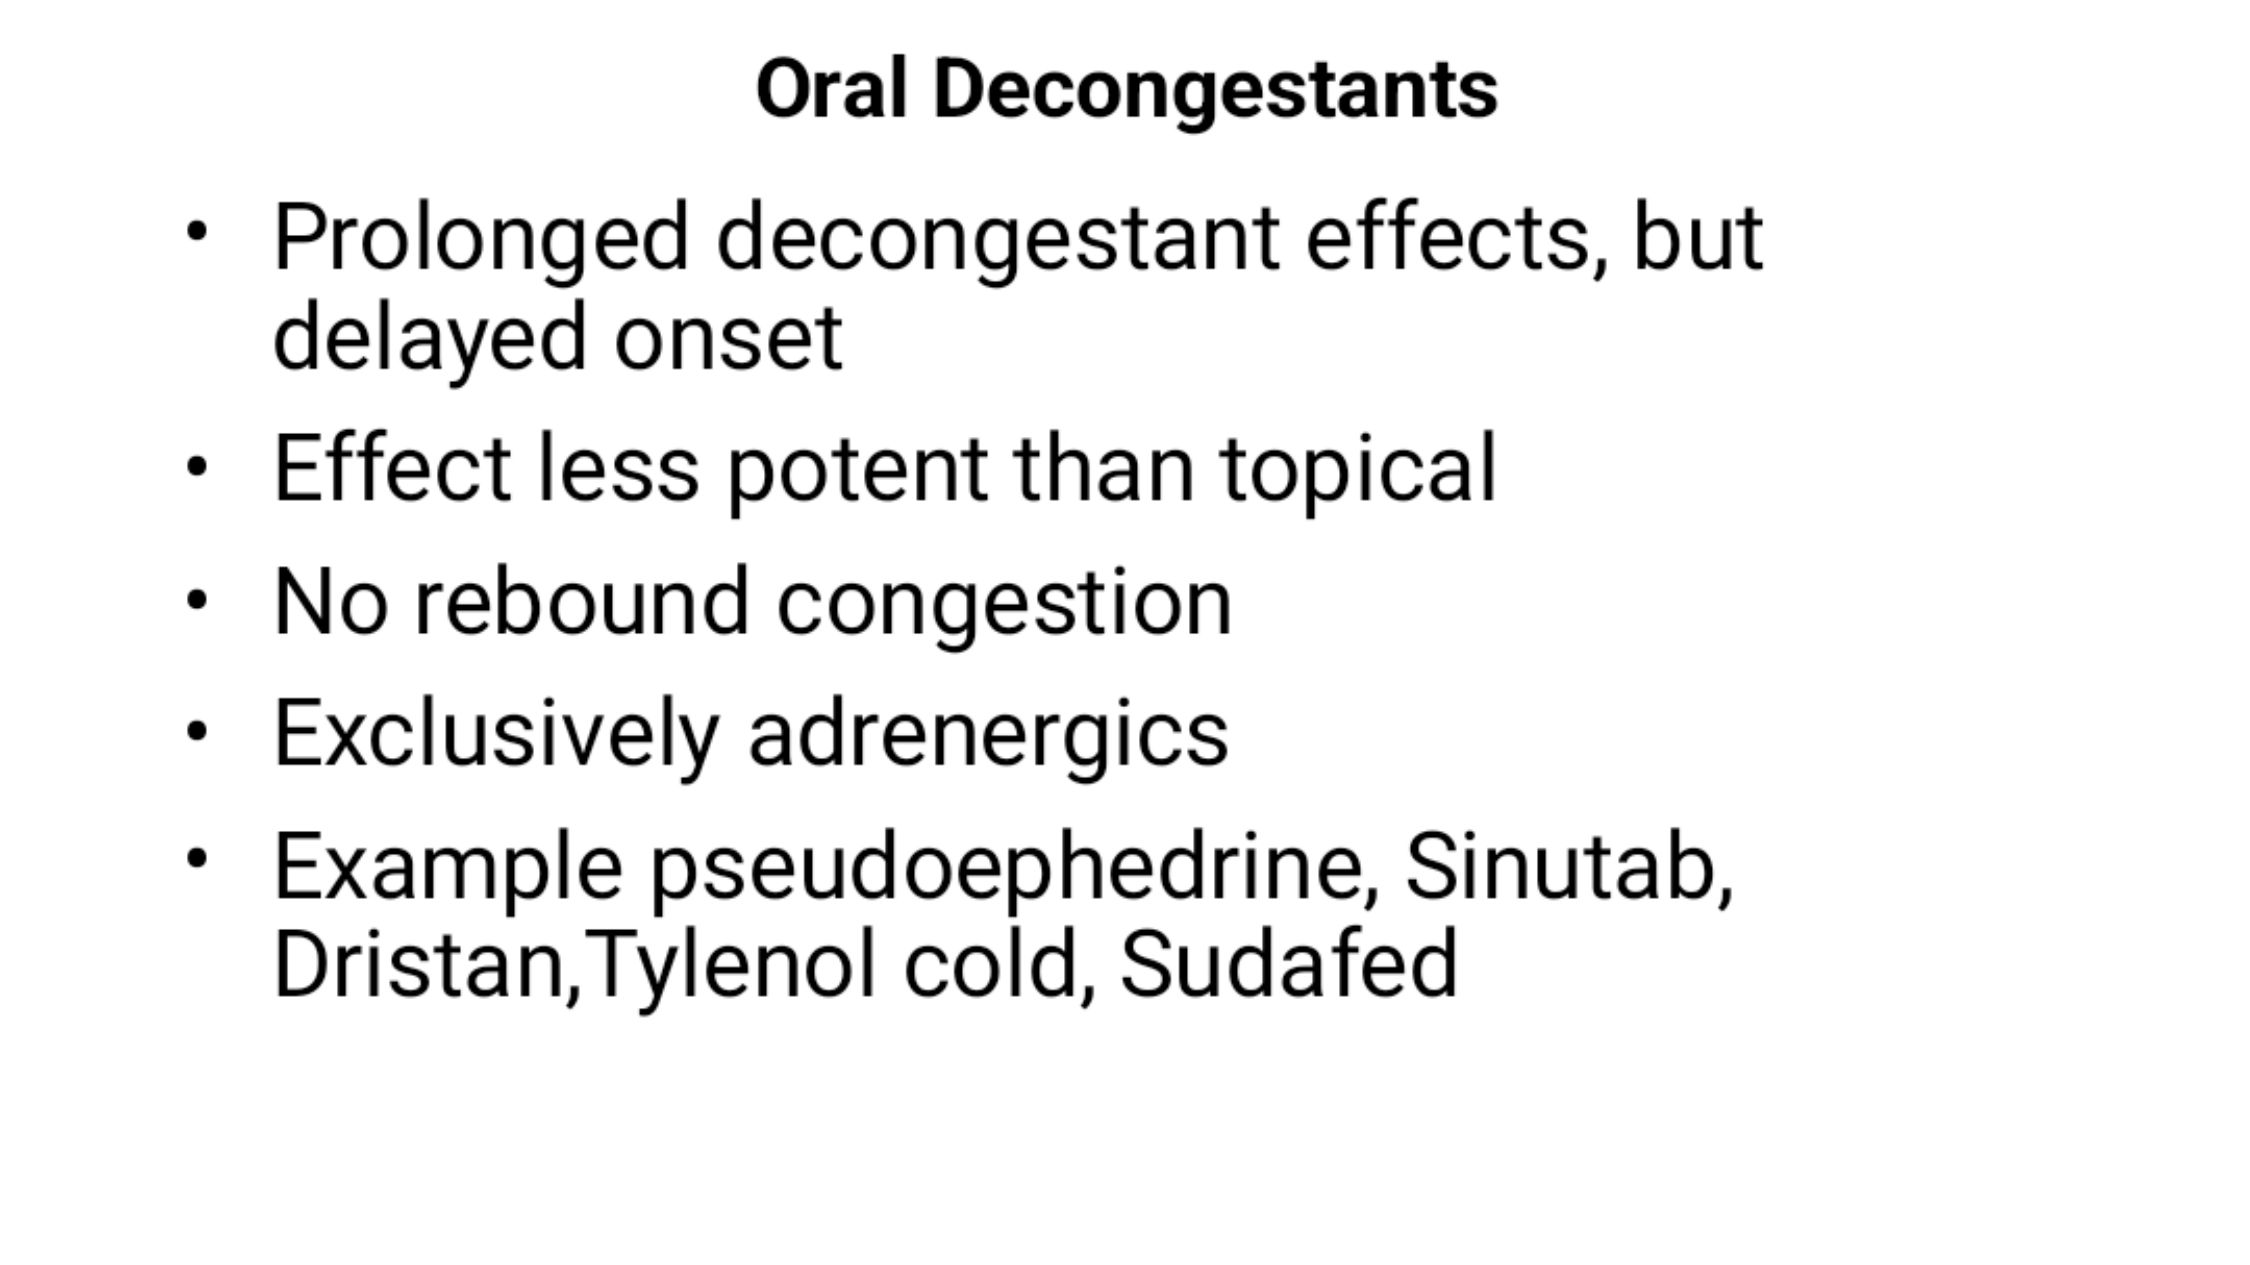 Oral Decongestants
• Prolonged decongestant effects, but
delayed onset
• Effect less potent than topical
• No rebound congestion
• Exclusively adrenergics
• Example pseudoephedrine, Sinutab,
Dristan,Tylenol cold, Sudafed